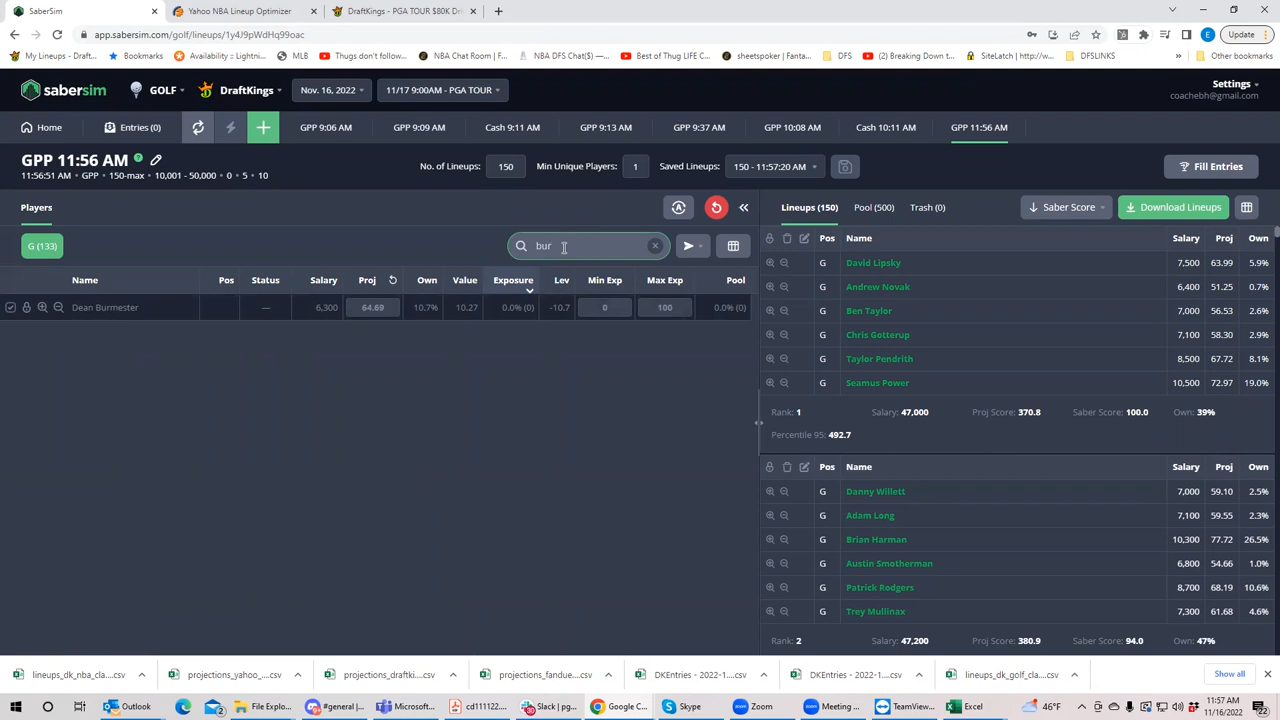 SaberSim
Yahoo NBA Lineup Optimizer
DraftKings - PGA TOUR $80K Dr
Update
app.sabersim.com/golf/lineups/1y4J9pWdHq99oac
My Lineups - Draft...
Bookmarks
Availability :: Lightni...
MLB
Thugs don't follow...
NBA Chat Room ( -...
NBA DFS Chat($) —...
Best of Thug LIFE C...
sheetspoker | Fanta...
DFS
(2) (Breaking Down t...
SiteLatch | Members
DFSLINKS
Other bookmarks
sabersim
GOLF
DraftKings
Nov. 16, 2022
11/17 9:00AM - PGA TOUR
Settings
coachebh@gmail.com
Home
Entries (0)
GPP 9:06 AM
GPP 9:09 AM
Cash 9:11 AM
GPP 9:13 AM
GPP 9:37 AM
GPP 10:08 AM
Cash 10:11 AM
GPP 11:56 AM
GPP 11:56 AM
11:56:51 AM • GPP • 150-max • 10,001 - 50,000 • 0 • 5 • 10
No. of Lineups: 150
Min Unique Players: 1
Saved Lineups: 150 - 11:57:20 AM
Fill Entries
Players
Lineups (150)
Pool (500)
Trash (0)
Saber Score
Download Lineups
G (133)
bur
Name Pos Status Salary Proj Own Value Exposure Lev Min Exp Max Exp Pool
Dean Burmester — 6,300 64.69 10.7% 10.27 0.0% (0) -10.7 0 100 0.0% (0)
Pos Name Salary Proj Own
G David Lipsky 7,500 63.99 5.9%
G Andrew Novak 6,400 51.25 0.7%
G Ben Taylor 7,000 56.53 2.6%
G Chris Gotterup 7,100 58.30 2.9%
G Taylor Pendrith 8,500 67.72 8.1%
G Seamus Power 10,500 72.97 19.0%
Rank: 1 Salary: 47,000 Proj Score: 370.8 Saber Score: 100.0 Own: 39%
Percentile 95: 492.7
Pos Name Salary Proj Own
G Danny Willett 7,000 59.10 2.5%
G Adam Long 7,100 59.55 2.3%
G Brian Harman 10,300 77.72 26.5%
G Austin Smotherman 6,800 54.66 1.0%
G Patrick Rodgers 8,700 68.19 10.6%
G Trey Mullinax 7,300 61.68 4.6%
Rank: 2 Salary: 47,200 Proj Score: 380.9 Saber Score: 94.0 Own: 47%
lineups_dk_nba_cla....csv
projections_yahoo_....csv
projections_draftki....csv
projections_fandue....csv
DKEntries - 2022-1....csv
DKEntries - 2022-1....csv
lineups_dk_golf_cla....csv
Show all
Outlook
File Explo...
#general |...
Microsoft...
cd111122...
Slack | pg...
Google C...
Skype
Zoom
Meeting ...
TeamView...
Excel
46°F
11:57 AM
11/16/2022